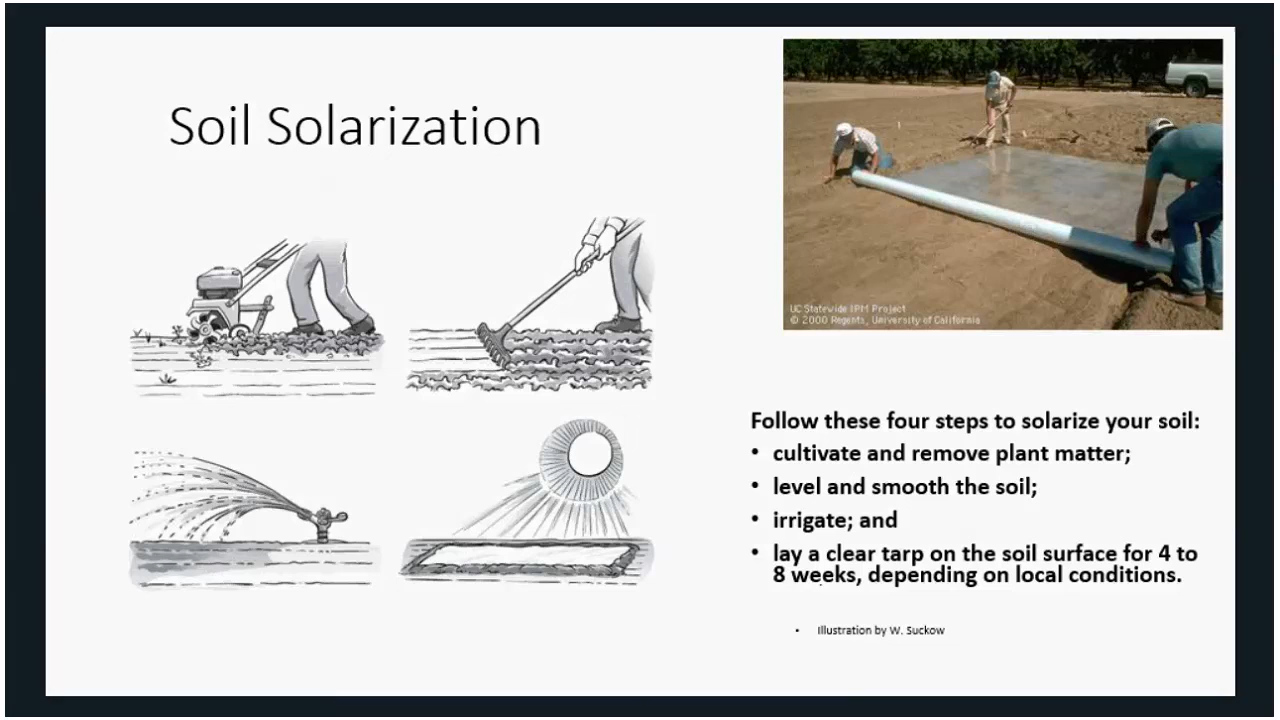 Soil Solarization
UC Statewide IPM Project
© 2000 Regents, University of California
Follow these four steps to solarize your soil:
• cultivate and remove plant matter;
• level and smooth the soil;
• irrigate; and
• lay a clear tarp on the soil surface for 4 to
8 weeks, depending on local conditions.
• Illustration by W. Suckow